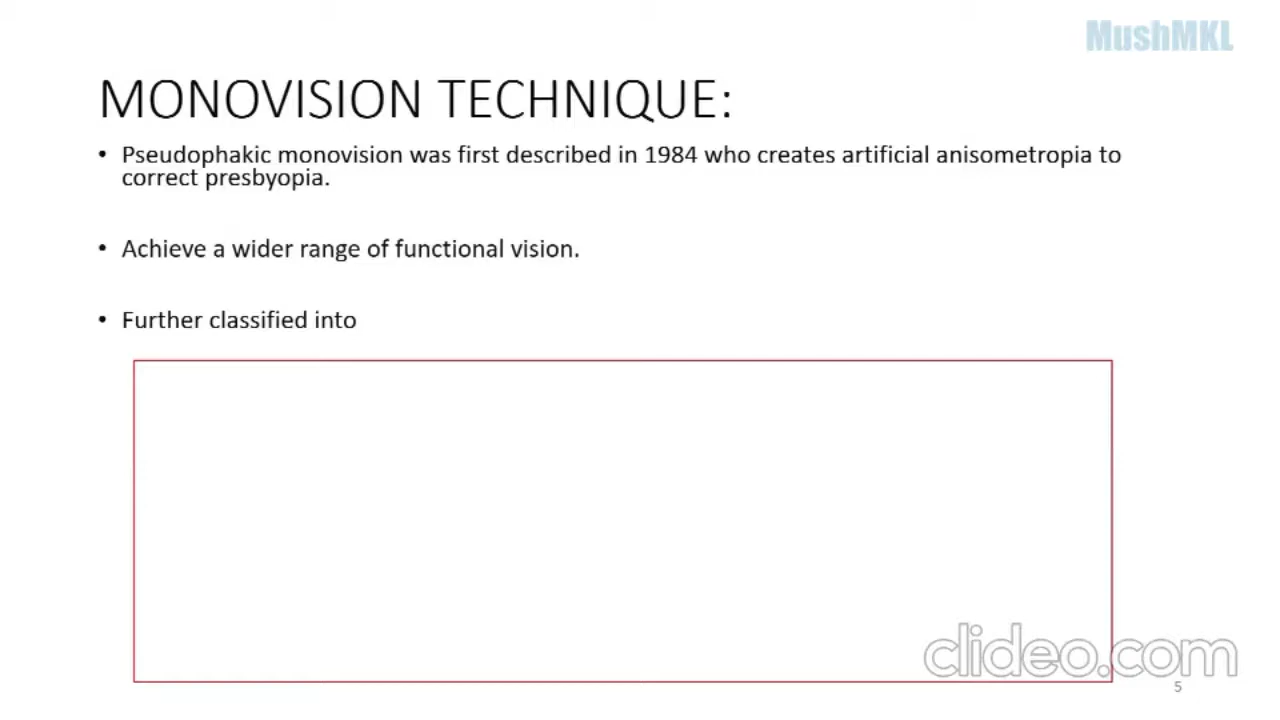 MushMKL
MONOVISION TECHNIQUE:
• Pseudophakic monovision was first described in 1984 who creates artificial anisometropia to
correct presbyopia.
• Achieve a wider range of functional vision.
• Further classified into
clideo.com
5